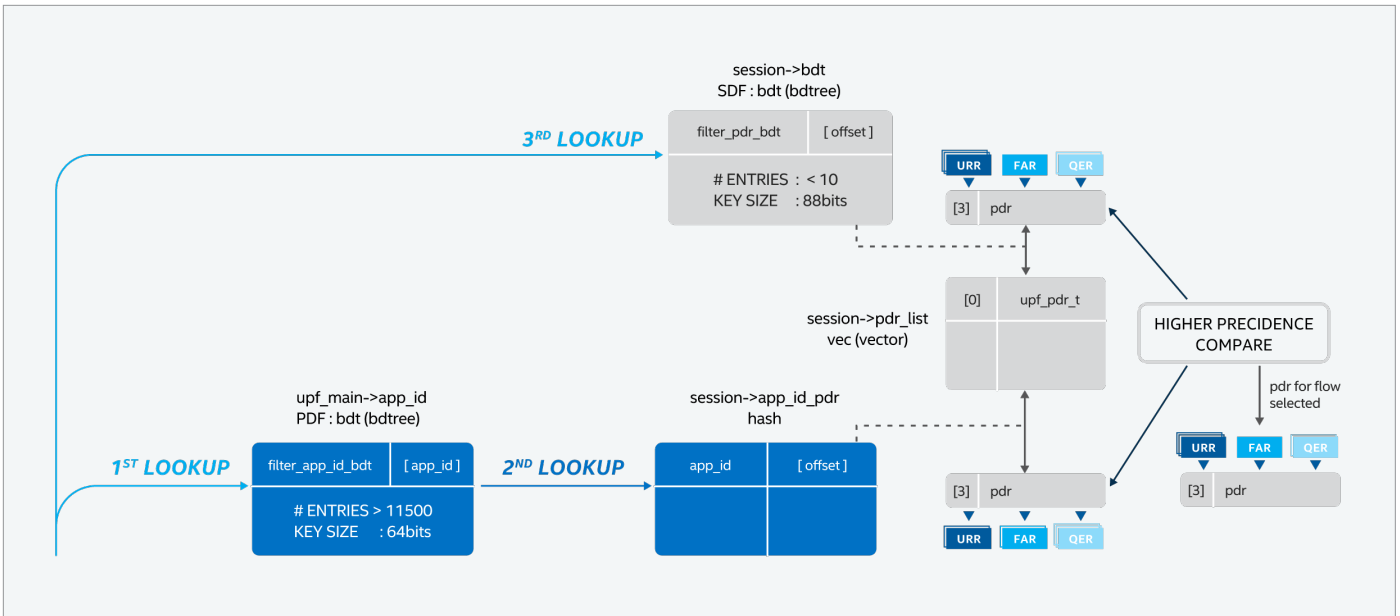 session->bdt
SDF : bdt (bdtree)
3RD LOOKUP
filter_pdr_bdt [ offset ]
# ENTRIES : < 10
KEY SIZE : 88bits
URR FAR QER
[3] pdr
[0] upf_pdr_t
session->pdr_list
vec (vector)
HIGHER PRECIDENCE
COMPARE
pdr for flow
selected
URR FAR QER
[3] pdr
upf_main->app_id
PDF : bdt (bdtree)
1ST LOOKUP
filter_app_id_bdt [ app_id ]
# ENTRIES > 11500
KEY SIZE : 64bits
2ND LOOKUP
session->app_id_pdr
hash
app_id [ offset ]
[3] pdr
URR FAR QER